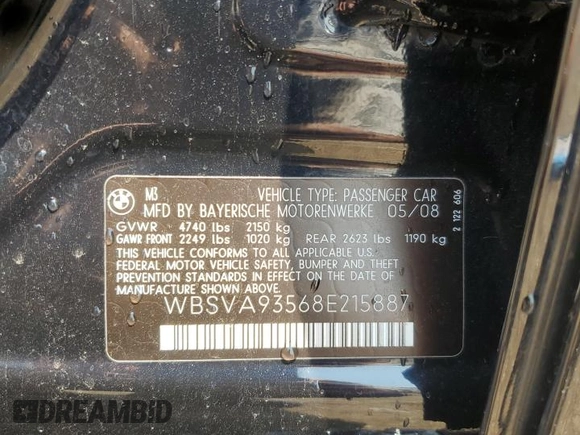 BMW
M3
VEHICLE TYPE: PASSENGER CAR
MFD BY BAYERISCHE MOTORENWERKE 05/08
GVWR 4740 lbs 2150 kg
GAWR FRONT 2249 lbs 1020 kg REAR 2623 lbs 1190 kg
THIS VEHICLE CONFORMS TO ALL APPLICABLE U.S.
FEDERAL MOTOR VEHICLE SAFETY, BUMPER AND THEFT
PREVENTION STANDARDS IN EFFECT ON THE DATE OF
MANUFACTURE SHOWN ABOVE.
WBSVA93568E215887
2 122 606
DREAMBID